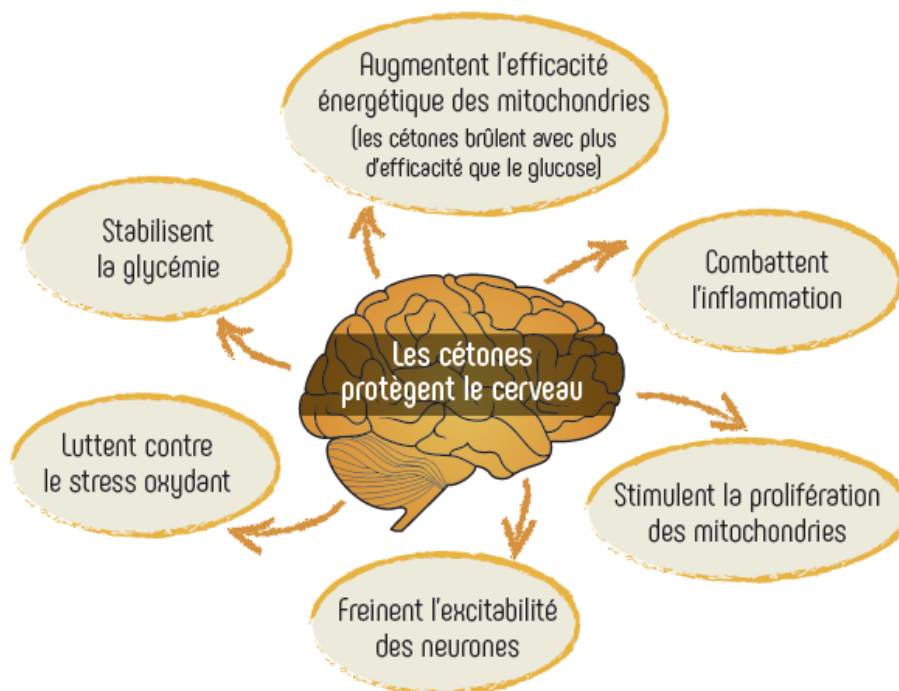 Augmentent l'efficacité
énergétique des mitochondries
(les cétones brûlent avec plus
d'efficacité que le glucose)
Stabilisent
la glycémie
Combattent
l'inflammation
Les cétones
protègent le cerveau
Luttent contre
le stress oxydant
Stimulent la prolifération
des mitochondries
Freinent l'excitabilité
des neurones